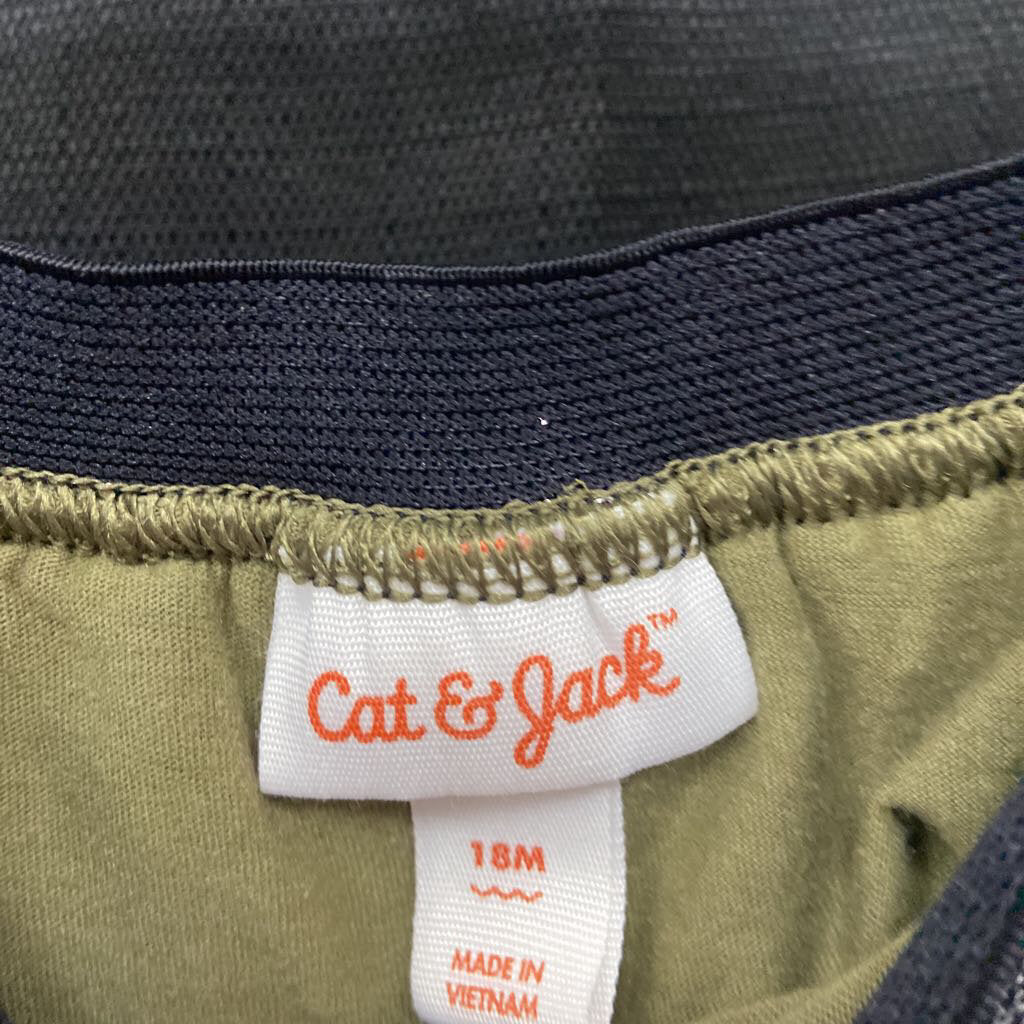 Cat & Jack™
18M
MADE IN
VIETNAM